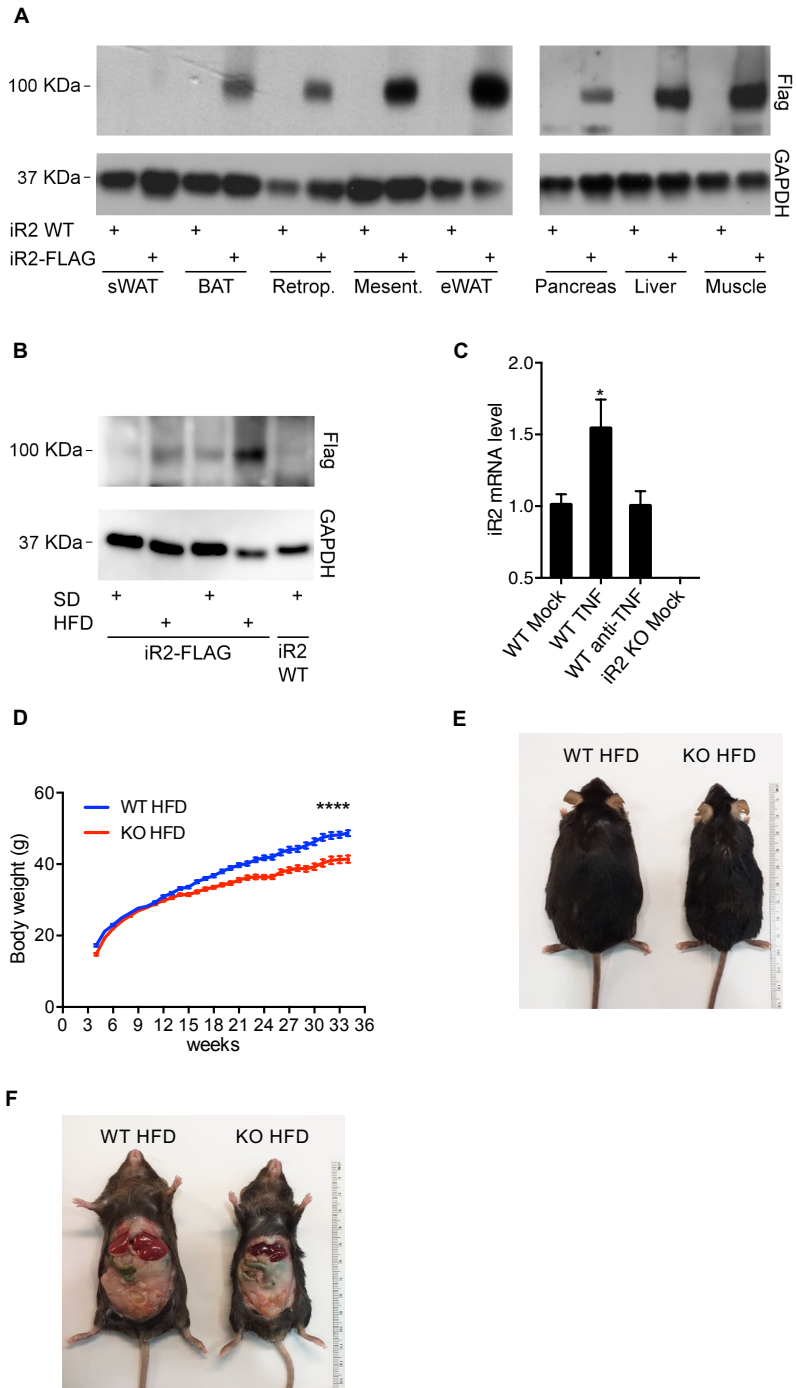 A
100 KDa
Flag
37 KDa
GAPDH
iR2 WT + + + + + + + +
iR2-FLAG + + + + + + + +
sWAT BAT Retrop. Mesent. eWAT Pancreas Liver Muscle
B
100 KDa
Flag
37 KDa
GAPDH
SD + + +
HFD + +
iR2-FLAG iR2
WT
C
iR2 mRNA level
2.0
1.5
1.0
0.5
*
WT Mock
WT TNF
WT anti-TNF
iR2 KO Mock
D
Body weight (g)
60
40
20
0
WT HFD
KO HFD
****
0 3 6 9 12 15 18 21 24 27 30 33 36
weeks
E
WT HFD KO HFD
F
WT HFD KO HFD